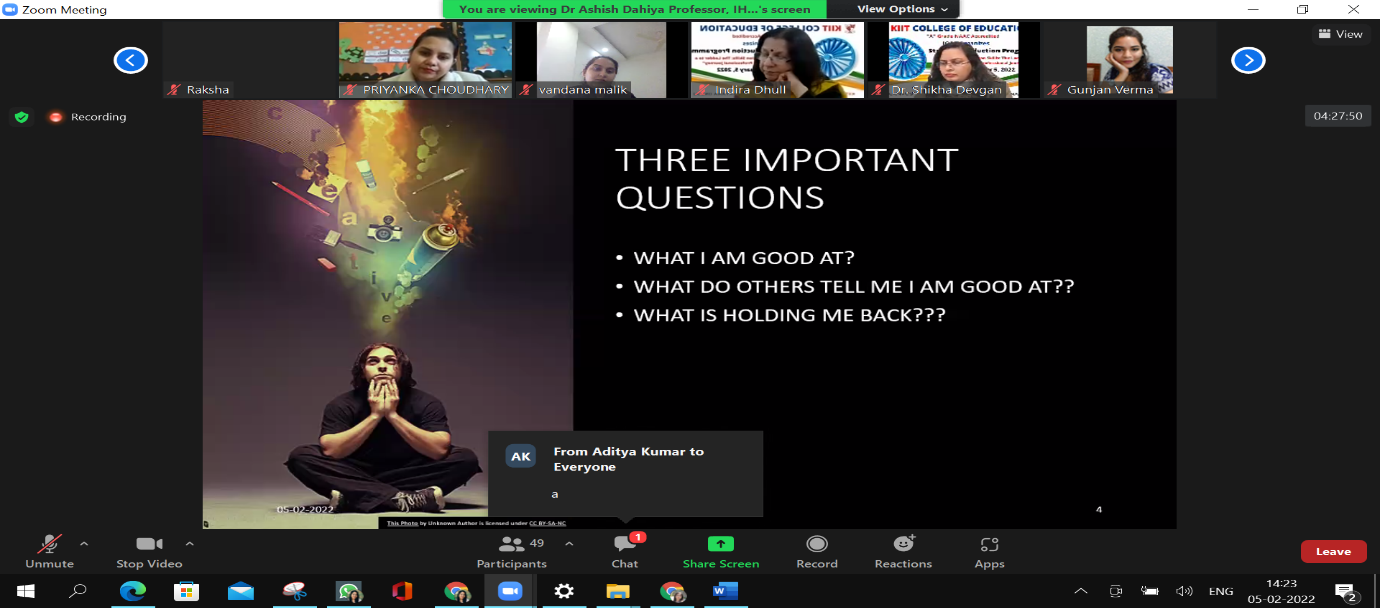 Zoom Meeting
You are viewing Dr Ashish Dahiya Professor, IH...'s screen
View Options
View
Raksha
PRIYANKA CHOUDHARY
vandana malik
KIIT COLLEGE OF EDUCATION
Indira Dhull
KIIT COLLEGE OF EDUCATI
Dr. Shikha Devgan
Gunjan Verma
Recording
04:27:50
c
r
e
a
t
i
v
e
THREE IMPORTANT
QUESTIONS
• WHAT I AM GOOD AT?
• WHAT DO OTHERS TELL ME I AM GOOD AT??
• WHAT IS HOLDING ME BACK???
AK
From Aditya Kumar to
Everyone
a
05-02-2022
4
This Photo by Unknown Author is licensed under CC BY-SA-NC
Unmute
Stop Video
49
Participants
1
Chat
Share Screen
Record
Reactions
Apps
Leave
ENG
14:23
05-02-2022
2